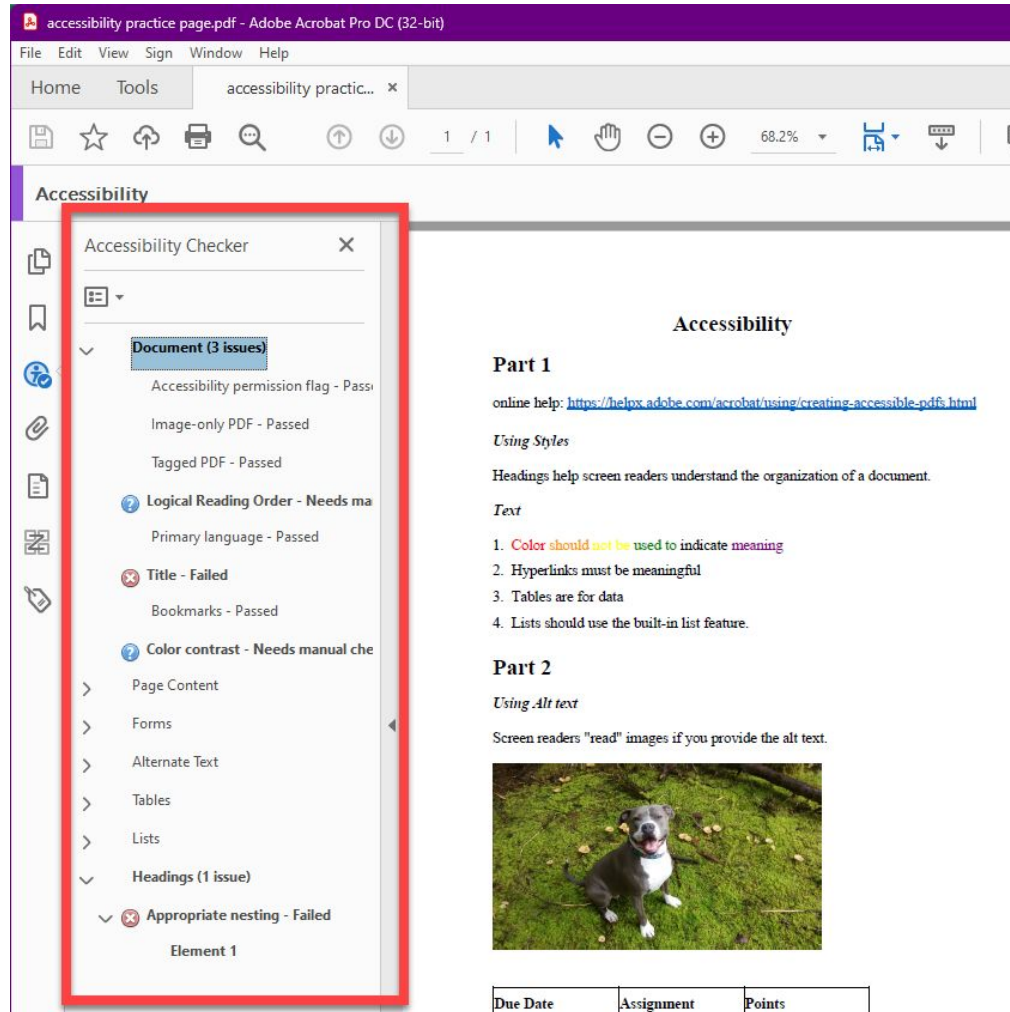 accessibility practice page.pdf - Adobe Acrobat Pro DC (32-bit)
File Edit View Sign Window Help
Home Tools accessibility practic... ×
1 / 1 68.2%
Accessibility
Accessibility Checker
Document (3 issues)
Accessibility permission flag - Passe
Image-only PDF - Passed
Tagged PDF - Passed
Logical Reading Order - Needs ma
Primary language - Passed
Title - Failed
Bookmarks - Passed
Color contrast - Needs manual che
Page Content
Forms
Alternate Text
Tables
Lists
Headings (1 issue)
Appropriate nesting - Failed
Element 1
Accessibility
Part 1
online help: https://helpx.adobe.com/acrobat/using/creating-accessible-pdfs.html
Using Styles
Headings help screen readers understand the organization of a document.
Text
1. Color should not be used to indicate meaning
2. Hyperlinks must be meaningful
3. Tables are for data
4. Lists should use the built-in list feature.
Part 2
Using Alt text
Screen readers "read" images if you provide the alt text.
Due Date Assignment Points